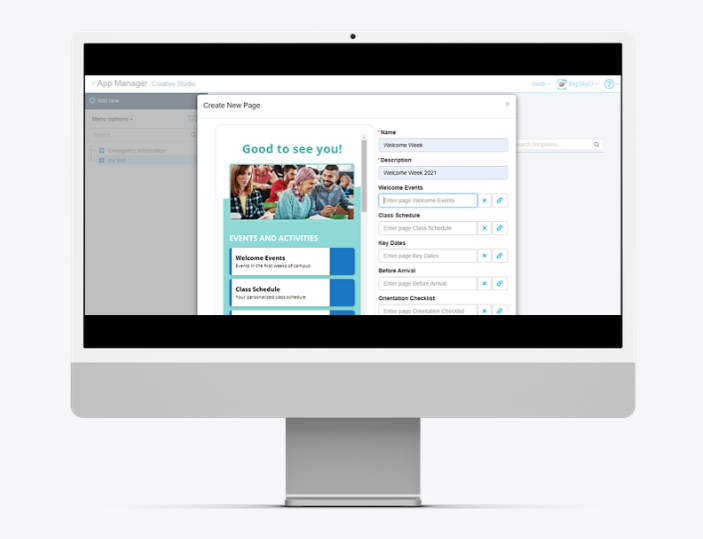 App Manager Creative Studio
BigSkyU
?
Add new
Menu options
Search...
Emergency Information
my test
Create New Page
×
Good to see you!
EVENTS AND ACTIVITIES
Welcome Events
Events in the first weeks of campus
Class Schedule
Your personalized class schedule
*Name
Welcome Week
*Description
Welcome Week 2021
Welcome Events
Enter page Welcome Events
Class Schedule
Enter page Class Schedule
Key Dates
Enter page Key Dates
Before Arrival
Enter page Before Arrival
Orientation Checklist
Enter page Orientation Checklist
search templates...